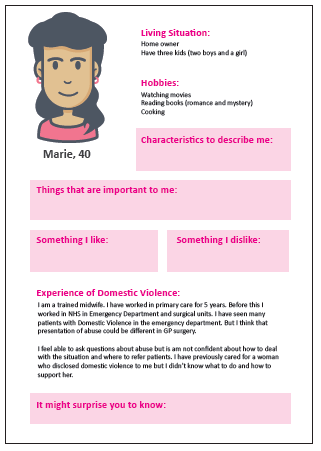 Living Situation:
Home owner
Have three kids (two boys and a girl)
Hobbies:
Watching movies
Reading books (romance and mystery)
Cooking
Marie, 40
Characteristics to describe me:
Things that are important to me:
Something I like:
Something I dislike:
Experience of Domestic Violence:
I am a trained midwife. I have worked in primary care for 5 years. Before this I
worked in NHS in Emergency Department and surgical units. I have seen many
patients with Domestic Violence in the emergency department. But I think that
presentation of abuse could be different in GP surgery.
I feel able to ask questions about abuse but is am not confident about how to deal
with the situation and where to refer patients. I have previously cared for a woman
who disclosed domestic violence to me but I didn't know what to do and how to
support her.
It might surprise you to know: